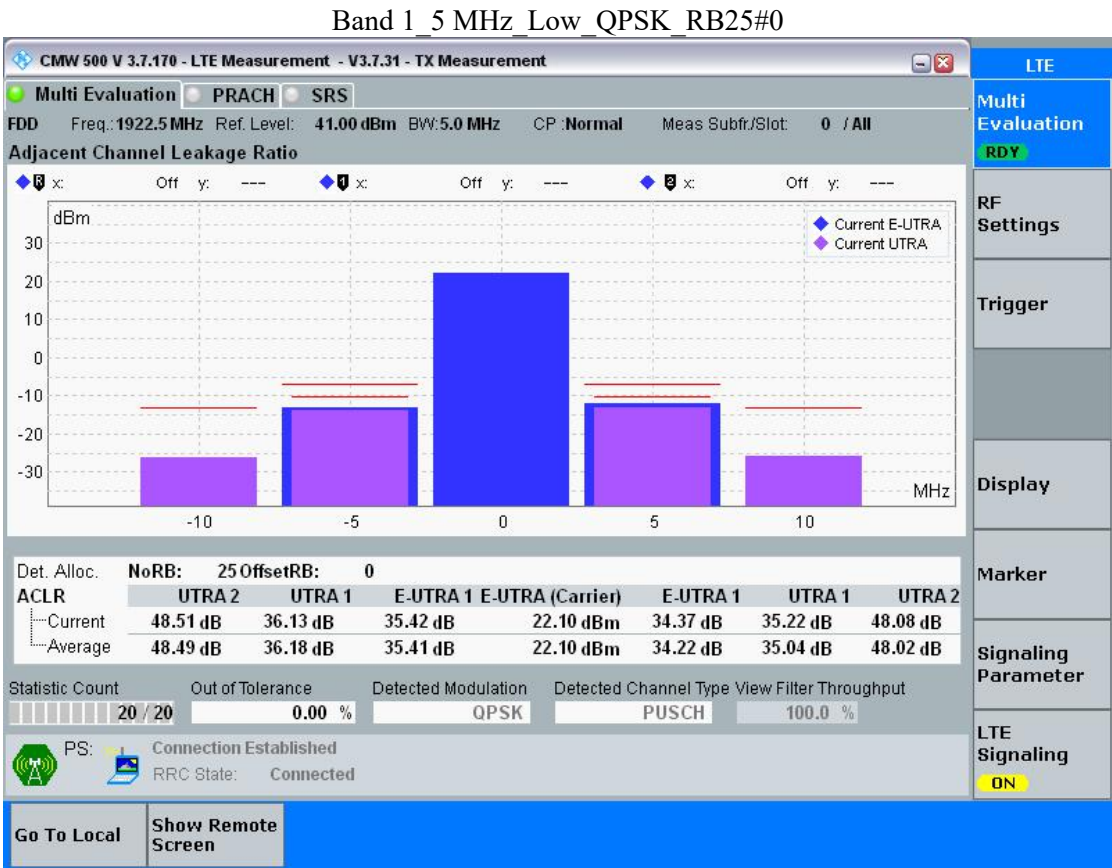 Band 1_5 MHz_Low_QPSK_RB25#0
CMW 500 V 3.7.170 - LTE Measurement - V3.7.31 - TX Measurement
LTE
Multi Evaluation PRACH SRS
Multi
Evaluation
RDY
FDD Freq.: 1922.5 MHz Ref. Level: 41.00 dBm BW: 5.0 MHz CP : Normal Meas Subfr./Slot: 0 / All
Adjacent Channel Leakage Ratio
R x: Off y: --- 1 x: Off y: --- 2 x: Off y: ---
dBm
Current E-UTRA
Current UTRA
30
20
10
0
-10
-20
-30
MHz
-10 -5 0 5 10
RF
Settings
Trigger
Display
Marker
Signaling
Parameter
LTE
Signaling
ON
Det. Alloc. NoRB: 25 OffsetRB: 0
ACLR UTRA 2 UTRA 1 E-UTRA 1 E-UTRA (Carrier) E-UTRA 1 UTRA 1 UTRA 2
Current 48.51 dB 36.13 dB 35.42 dB 22.10 dBm 34.37 dB 35.22 dB 48.08 dB
Average 48.49 dB 36.18 dB 35.41 dB 22.10 dBm 34.22 dB 35.04 dB 48.02 dB
Statistic Count Out of Tolerance Detected Modulation Detected Channel Type View Filter Throughput
20 / 20 0.00 % QPSK PUSCH 100.0 %
PS: Connection Established
RRC State: Connected
Go To Local
Show Remote
Screen